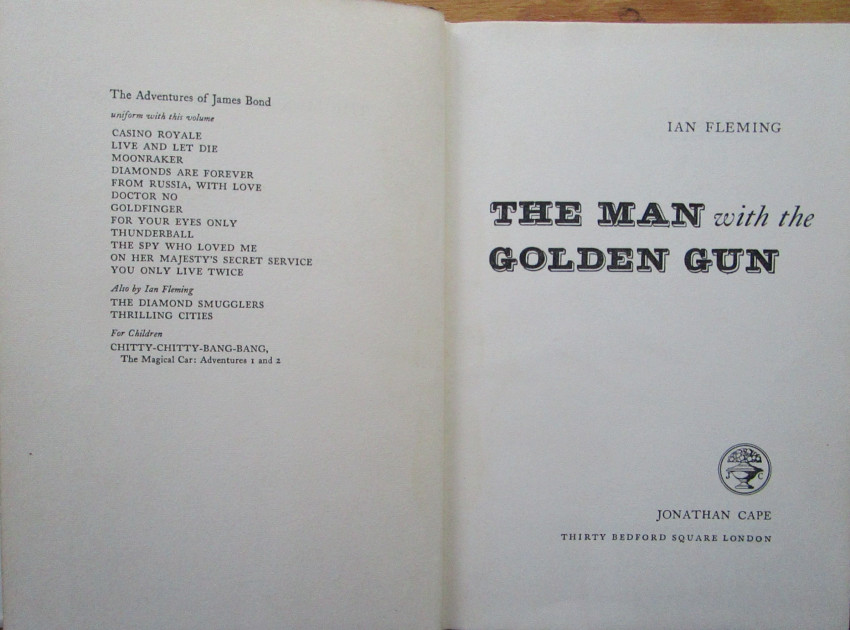 The Adventures of James Bond
uniform with this volume
CASINO ROYALE
LIVE AND LET DIE
MOONRAKER
DIAMONDS ARE FOREVER
FROM RUSSIA, WITH LOVE
DOCTOR NO
GOLDFINGER
FOR YOUR EYES ONLY
THUNDERBALL
THE SPY WHO LOVED ME
ON HER MAJESTY'S SECRET SERVICE
YOU ONLY LIVE TWICE
Also by Ian Fleming
THE DIAMOND SMUGGLERS
THRILLING CITIES
For Children
CHITTY-CHITTY-BANG-BANG,
The Magical Car: Adventures 1 and 2
IAN FLEMING
THE MAN with the
GOLDEN GUN
J C
JONATHAN CAPE
THIRTY BEDFORD SQUARE LONDON